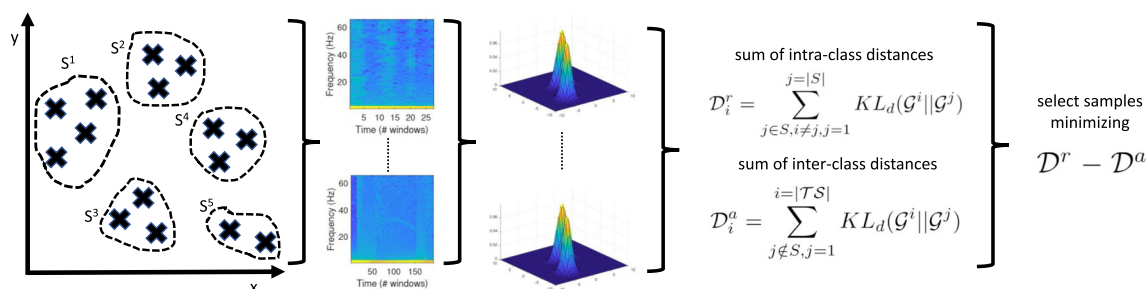 y
S¹
S²
S⁴
S³
S⁵
x
Frequency (Hz)
60
40
20
5 10 15 20 25
Time (# windows)
Frequency (Hz)
60
40
20
50 100 150
Time (# windows)
sum of intra-class distances
𝒟ᵢʳ = ∑ KL_d(𝒢ⁱ||𝒢ʲ)
j=|S|
j∈S,i≠j,j=1
sum of inter-class distances
𝒟ᵢᵃ = ∑ KL_d(𝒢ⁱ||𝒢ʲ)
i=|𝒯𝒮|
j∉S,j=1
select samples
minimizing
𝒟ʳ − 𝒟ᵃ